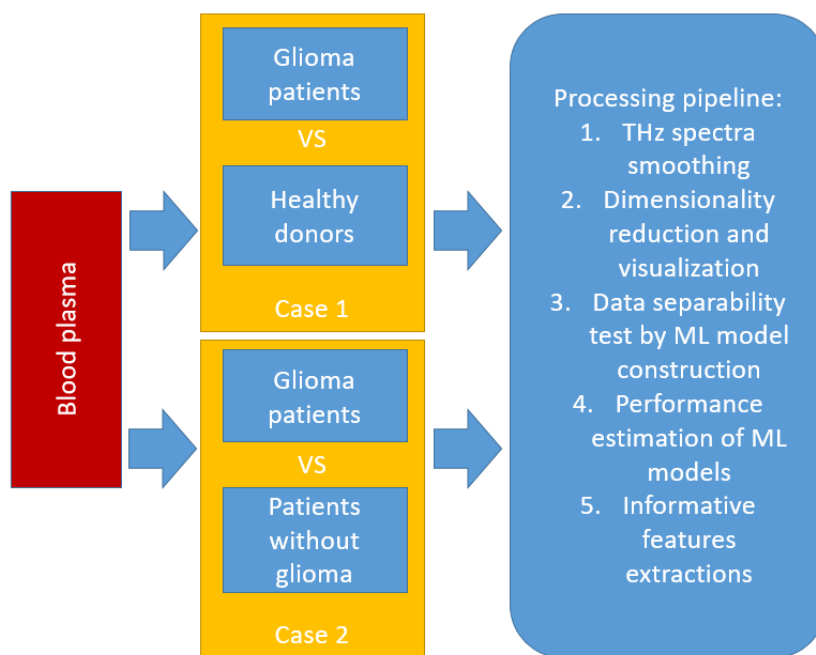 Blood plasma
Glioma
patients
VS
Healthy
donors
Case 1
Glioma
patients
VS
Patients
without
glioma
Case 2
Processing pipeline:
1. THz spectra
smoothing
2. Dimensionality
reduction and
visualization
3. Data separability
test by ML model
construction
4. Performance
estimation of ML
models
5. Informative
features
extractions